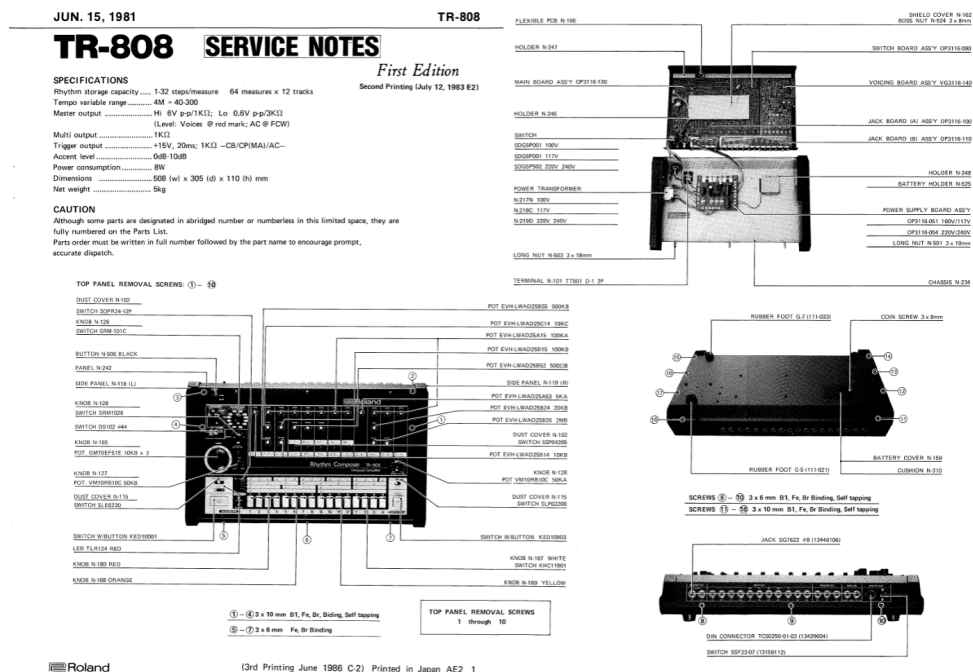 JUN. 15, 1981
TR-808
TR-808 SERVICE NOTES
First Edition
Second Printing (July 12, 1983 E2)
SPECIFICATIONS
Rhythm storage capacity ..... 1-32 steps/measure 64 measures x 12 tracks
Tempo variable range ........... 4M = 40-300
Master output ...................... Hi 6V p-p/1KΩ; Lo 0.6V p-p/3KΩ
(Level: Voices @ red mark; AC @ FCW)
Multi output ......................... 1KΩ
Trigger output ...................... +15V, 20ms; 1KΩ —CB/CP(MA)/AC—
Accent level ......................... 0dB-10dB
Power consumption .............. 8W
Dimensions ......................... 508 (w) x 305 (d) x 110 (h) mm
Net weight ........................... 5kg
CAUTION
Although some parts are designated in abridged number or numberless in this limited space, they are
fully numbered on the Parts List.
Parts order must be written in full number followed by the part name to encourage prompt,
accurate dispatch.
TOP PANEL REMOVAL SCREWS: ① – ⑩
DUST COVER N-102
SWITCH SOPR24-12P
KNOB N-126
SWITCH SRM-101C
BUTTON N-500 BLACK
PANEL N-242
SIDE PANEL N-118 (L)
KNOB N-128
SWITCH SRM1026
SWITCH DS102 #44
KNOB N-166
POT. GM70EF51E 10KB x 2
KNOB N-127
POT VM10RB10C 50KB
DUST COVER N-115
SWITCH SLE6230
SWITCH W/BUTTON KED10001
LED TLR124 RED
KNOB N-180 RED
KNOB N-168 ORANGE
POT EVH-LWAD25B55 500KB
POT EVH-LWAD25C14 10KC
POT EVH-LWAD25A15 100KA
POT EVH-LWAD25B15 100KB
POT EVH-LWAD25B52 500ΩB
SIDE PANEL N-119 (R)
POT EVH-LWAD25A53 5KA
POT EVH-LWAD25B24 20KB
POT EVH-LWAD25B26 2MB
DUST COVER N-102
SWITCH SSP04206
POT EVH-LWAD25B14 10KB
KNOB N-128
POT VM10RB10C 50KA
DUST COVER N-115
SWITCH SLP62208
SWITCH W/BUTTON KED10903
KNOB N-167 WHITE
SWITCH KHC11901
KNOB N-169 YELLOW
Roland
Rhythm Composer TR-808
Computer Controlled
① – ④ 3 x 10 mm B1, Fe, Br, Biding, Self tapping
⑤ – ⑦ 3 x 6 mm Fe, Br Binding
TOP PANEL REMOVAL SCREWS
1 through 10
Roland
(3rd Printing June 1986 C-2) Printed in Japan AE2 1
FLEXIBLE PCB N-166
HOLDER N-247
MAIN BOARD ASS'Y OP3116-130
HOLDER N-246
SWITCH
SDG5P001 100V
SDG5P001 117V
SDG5P502 220V 240V
POWER TRANSFORMER
N-217N 100V
N-218C 117V
N-219D 220V 240V
LONG NUT N-503 3 x 18mm
TERMINAL N-101 TT501 D-1 2P
SHIELD COVER N-162
BOSS NUT N-524 3 x 8mm
SWITCH BOARD ASS'Y OP3116-090
VOICING BOARD ASS'Y VG3116-140
JACK BOARD (A) ASS'Y OP3116-100
JACK BOARD (B) ASS'Y OP3116-110
HOLDER N-248
BATTERY HOLDER N-525
POWER SUPPLY BOARD ASS'Y
OP3116-051 100V/117V
OP3116-054 220V/240V
LONG NUT N-501 3 x 10mm
CHASSIS N-234
RUBBER FOOT G-7 (111-023)
COIN SCREW 3 x 8mm
BATTERY COVER N-159
RUBBER FOOT G-5 (111-021)
CUSHION N-310
SCREWS ⑧ – ⑩ 3 x 6 mm B1, Fe, Br Binding, Self tapping
SCREWS ⑪ – ⑱ 3 x 10 mm B1, Fe, Br Binding, Self tapping
JACK SG7622 #8 (13449106)
DIN CONNECTOR TCS0250-01-03 (13429604)
SWITCH SSF22-07 (13159112)